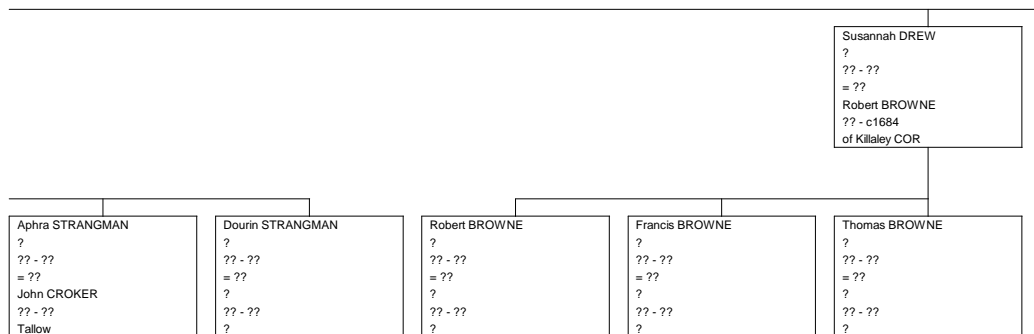 Susannah DREW
?
?? - ??
= ??
Robert BROWNE
?? - c1684
of Killaley COR
Aphra STRANGMAN
?
?? - ??
= ??
John CROKER
?? - ??
Tallow
Dourin STRANGMAN
?
?? - ??
= ??
?
?? - ??
?
Robert BROWNE
?
?? - ??
= ??
?
?? - ??
?
Francis BROWNE
?
?? - ??
= ??
?
?? - ??
?
Thomas BROWNE
?
?? - ??
= ??
?
?? - ??
?